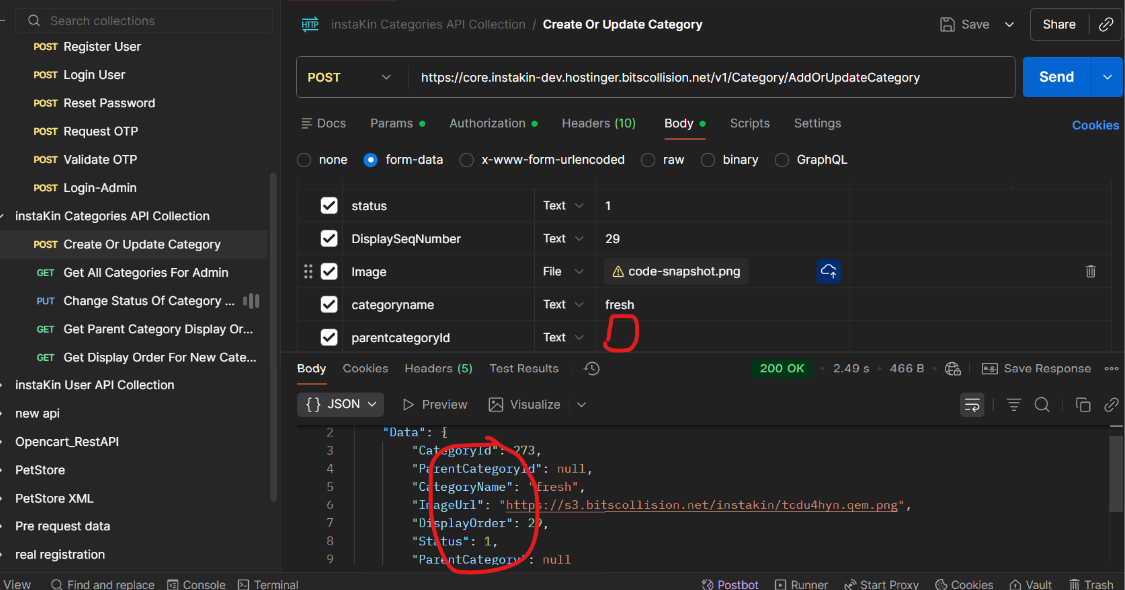 Search collections
POST Register User
POST Login User
POST Reset Password
POST Request OTP
POST Validate OTP
POST Login-Admin
instaKin Categories API Collection
POST Create Or Update Category
GET Get All Categories For Admin
PUT Change Status Of Category ...
GET Get Parent Category Display Or...
GET Get Display Order For New Cate...
instaKin User API Collection
new api
Opencart_RestAPI
PetStore
PetStore XML
Pre request data
real registration
HTTP instaKin Categories API Collection / Create Or Update Category
Save Share
POST https://core.instakin-dev.hostinger.bitscollision.net/v1/Category/AddOrUpdateCategory Send
Docs Params Authorization Headers (10) Body Scripts Settings Cookies
none form-data x-www-form-urlencoded raw binary GraphQL
status Text 1
DisplaySeqNumber Text 29
Image File code-snapshot.png
categoryname Text fresh
parentcategoryId Text
Body Cookies Headers (5) Test Results 200 OK 2.49 s 466 B Save Response
{} JSON Preview Visualize
2 "Data": {
3 "CategoryId": 273,
4 "ParentCategoryId": null,
5 "CategoryName": "fresh",
6 "ImageUrl": "https://s3.bitscollision.net/instakin/tcdu4hyn.qem.png",
7 "DisplayOrder": 29,
8 "Status": 1,
9 "ParentCategory": null
View Find and replace Console Terminal Postbot Runner Start Proxy Cookies Vault Trash